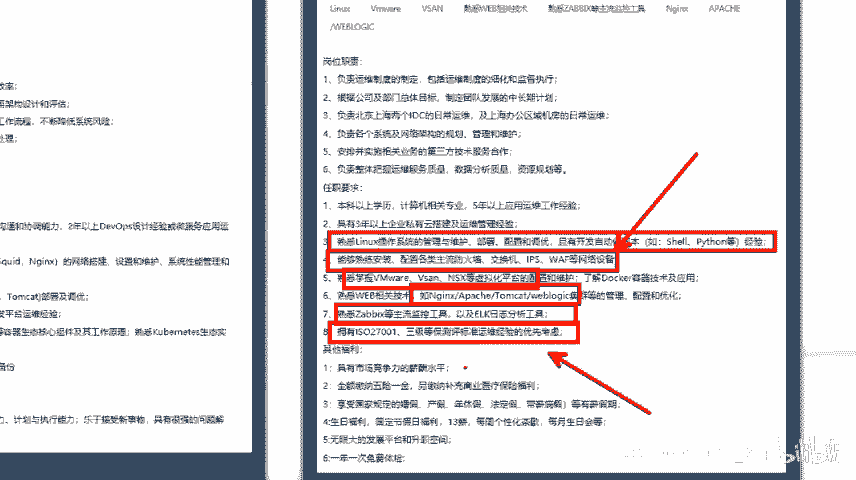 效率；
架构设计和评估；
工作流程，不断降低系统风险；
处理；
沟通和协调能力，2年以上DevOps设计经验或微服务应用运
Squid、Nginx）的网络搭建、设置和维护，系统性能管理和
、Tomcat)部署及调优；
发平台运维经验；
等容器生态核心组件及其工作原理；熟悉Kubernetes生态实
备份
力、计划与执行能力；乐于接受新事物，具有很强的问题解
Linux Vmware VSAN 熟悉WEB相关技术 熟悉ZABBIX等主流监控工具 Nginx APACHE
/WEBLOGIC
岗位职责：
1、负责运维制度的制定，包括运维制度的细化和监督执行；
2、根据公司及部门总体目标，制定团队发展的中长期计划；
3、负责北京上海两个IDC的日常运维，及上海办公区域机房的日常运维；
4、负责各个系统及网络架构的规划、管理和维护；
5、安排并实施相关业务的第三方技术服务合作；
6、负责整体把握运维服务质量、数据分析质量、资源规划等。
任职要求：
1、本科以上学历，计算机相关专业，5年以上应用运维工作经验；
2、具有3年以上企业私有云搭建及运维管理经验；
3、熟悉Linux操作系统的管理与维护、部署、配置和调优，具有开发自动化脚本（如：Shell、Python等）经验；
能够熟练安装、配置各类主流防火墙、交换机、IPS、WAF等网络设备
5、熟悉掌握VMware、Vsan、NSX等虚拟化平台的配置和维护；了解Docker容器技术及应用；
6、熟悉WEB相关技术，如Nginx/Apache/Tomcat/weblogic集群等的管理、配置和优化；
7、熟悉Zabbix等主流监控工具，以及ELK日志分析工具；
8、拥有ISO27001、三级等保测评标准运维经验的优先考虑。
其他福利：
1；具有市场竞争力的薪酬水平；
2：全额缴纳五险一金，另缴纳补充商业医疗保险福利；
3：享受国家规定的婚假、产假、年休假、法定假、带薪病假）等有薪假期；
4:生日福利，固定节假日福利，13薪，每周个性化茶歇，每月生日会等；
5:无限大的发展平台和升职空间；
6:一年一次免费体检；